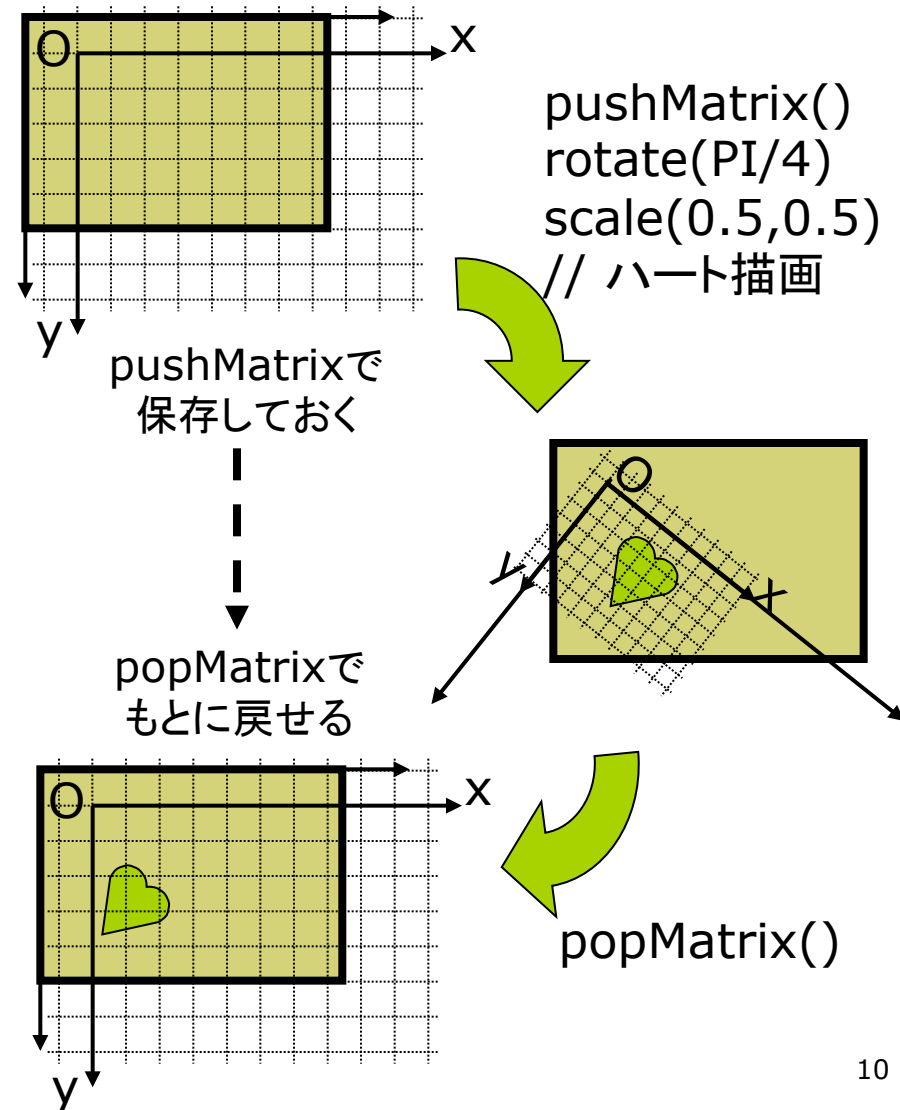 O
x
y
pushMatrix()
rotate(PI/4)
scale(0.5,0.5)
// ハート描画
pushMatrixで
保存しておく
O
x
y
popMatrixで
もとに戻せる
O
x
y
popMatrix()
10